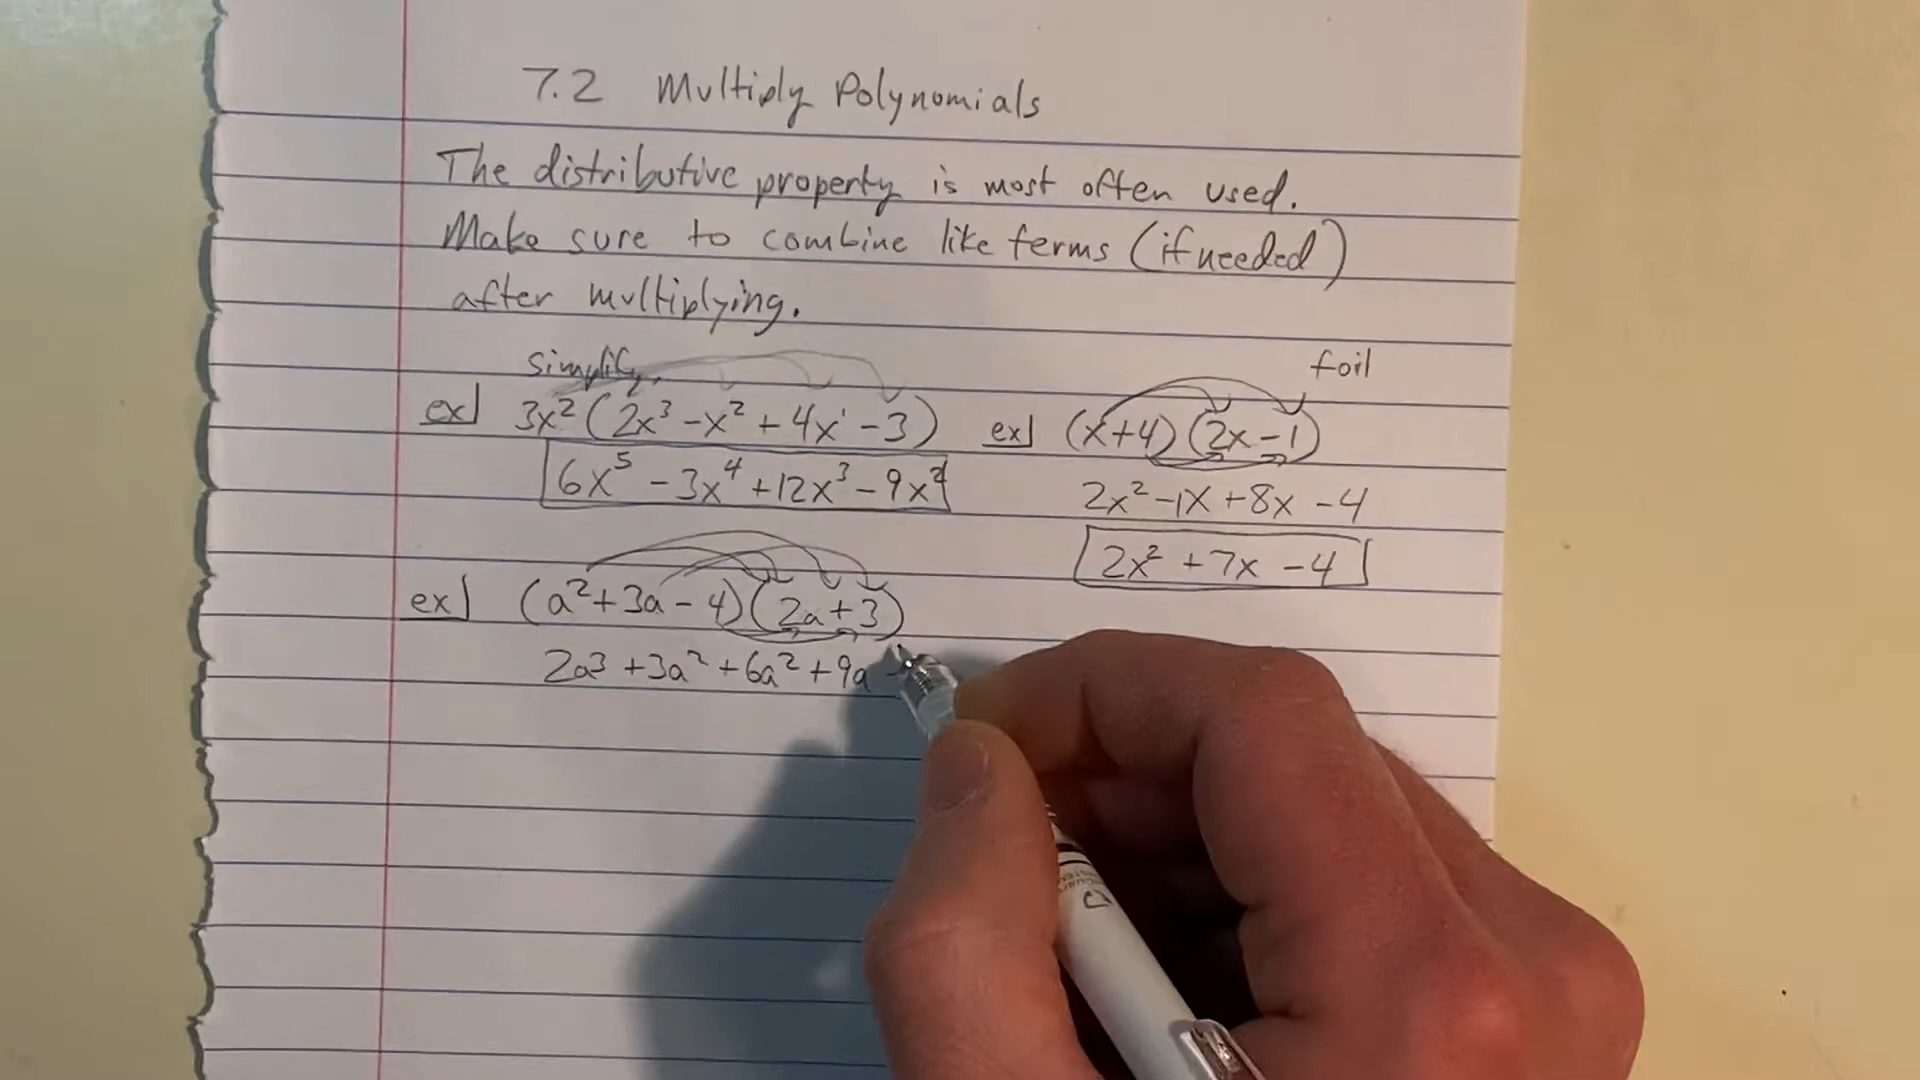 7.2 Multiply Polynomials
The distributive property is most often used.
Make sure to combine like terms (if needed)
after multiplying.
simplify.
ex] 3x² (2x³ - x² + 4x¹ - 3)
6x⁵ - 3x⁴ + 12x³ - 9x²
foil
ex] (x+4)(2x-1)
2x² - 1x + 8x - 4
2x² + 7x - 4
ex] (a² + 3a - 4)(2a + 3)
2a³ + 3a² + 6a² + 9a -